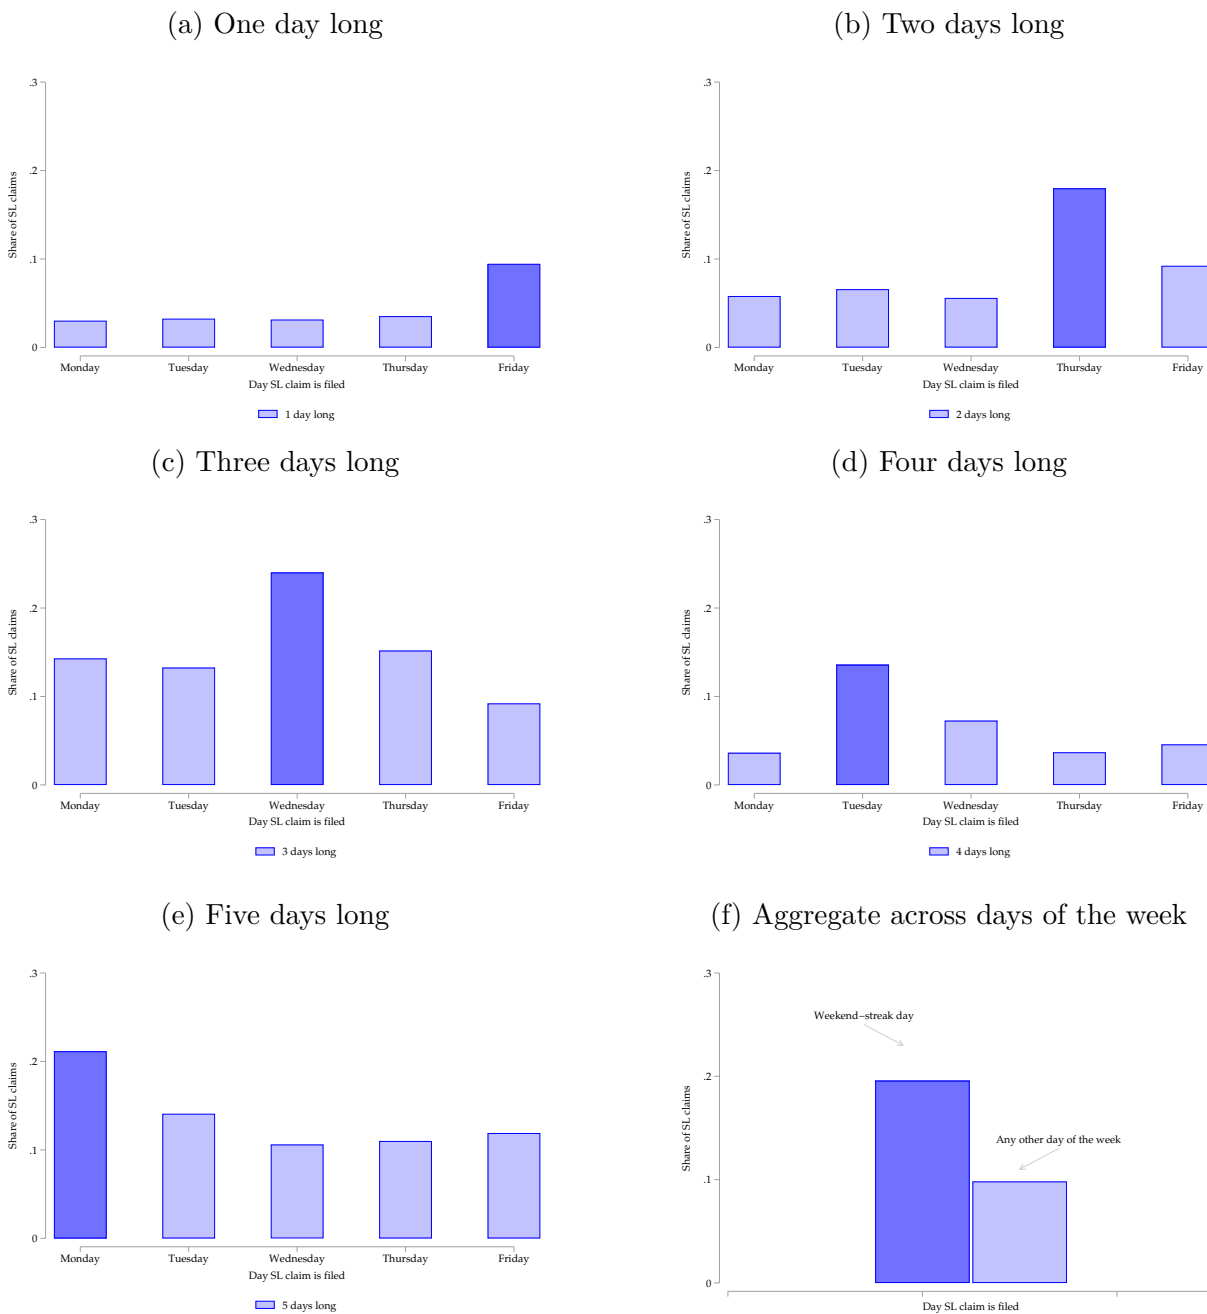 (a) One day long
.3
.2
.1
0
Share of SL claims
Monday Tuesday Wednesday Thursday Friday
Day SL claim is filed
1 day long
(b) Two days long
.3
.2
.1
0
Share of SL claims
Monday Tuesday Wednesday Thursday Friday
Day SL claim is filed
2 days long
(c) Three days long
.3
.2
.1
0
Share of SL claims
Monday Tuesday Wednesday Thursday Friday
Day SL claim is filed
3 days long
(d) Four days long
.3
.2
.1
0
Share of SL claims
Monday Tuesday Wednesday Thursday Friday
Day SL claim is filed
4 days long
(e) Five days long
.3
.2
.1
0
Share of SL claims
Monday Tuesday Wednesday Thursday Friday
Day SL claim is filed
5 days long
(f) Aggregate across days of the week
.3
.2
.1
0
Share of SL claims
Weekend–streak day
Any other day of the week
Day SL claim is filed